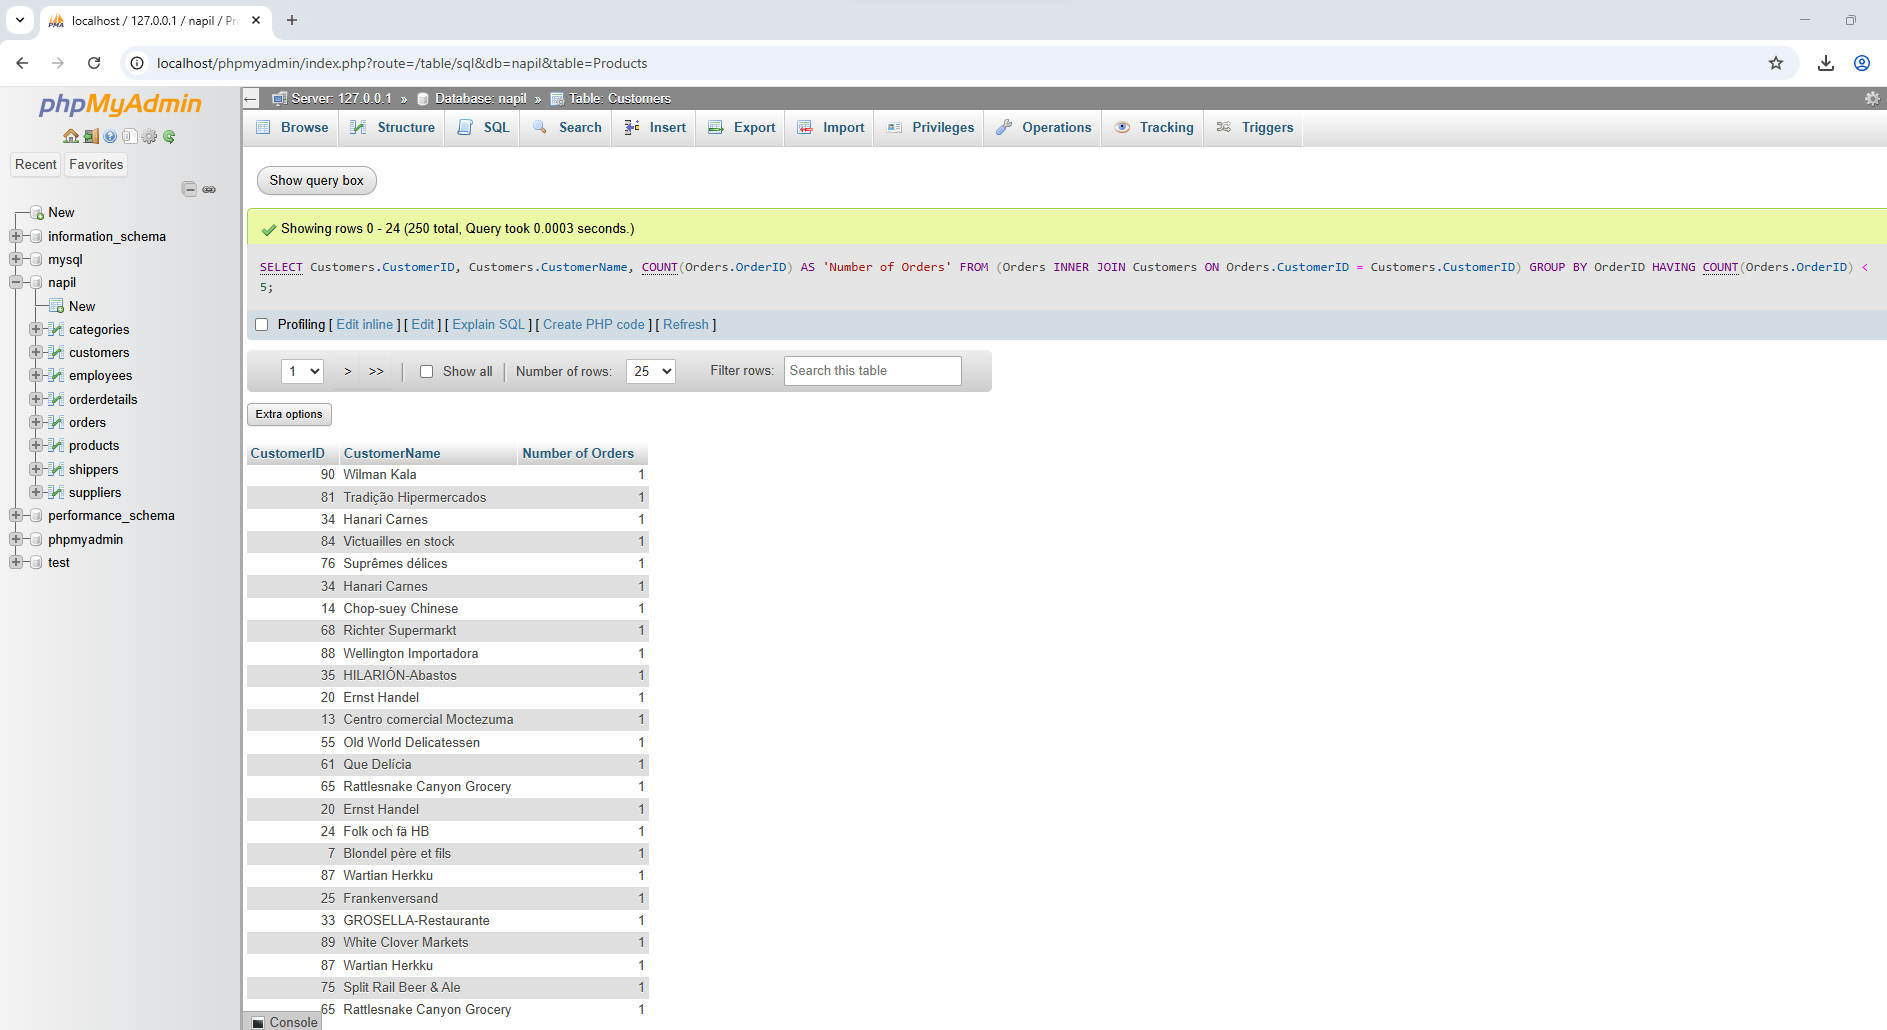 localhost / 127.0.0.1 / napil / Pr
localhost/phpmyadmin/index.php?route=/table/sql&db=napil&table=Products
phpMyAdmin
Recent Favorites
New
information_schema
mysql
napil
New
categories
customers
employees
orderdetails
orders
products
shippers
suppliers
performance_schema
phpmyadmin
test
Server: 127.0.0.1 » Database: napil » Table: Customers
Browse Structure SQL Search Insert Export Import Privileges Operations Tracking Triggers
Show query box
Showing rows 0 - 24 (250 total, Query took 0.0003 seconds.)
SELECT Customers.CustomerID, Customers.CustomerName, COUNT(Orders.OrderID) AS 'Number of Orders' FROM (Orders INNER JOIN Customers ON Orders.CustomerID = Customers.CustomerID) GROUP BY OrderID HAVING COUNT(Orders.OrderID) <
5;
Profiling [ Edit inline ] [ Edit ] [ Explain SQL ] [ Create PHP code ] [ Refresh ]
1 > >> | Show all | Number of rows: 25 Filter rows: Search this table
Extra options
CustomerID CustomerName Number of Orders
90 Wilman Kala 1
81 Tradição Hipermercados 1
34 Hanari Carnes 1
84 Victuailles en stock 1
76 Suprêmes délices 1
34 Hanari Carnes 1
14 Chop-suey Chinese 1
68 Richter Supermarkt 1
88 Wellington Importadora 1
35 HILARIÓN-Abastos 1
20 Ernst Handel 1
13 Centro comercial Moctezuma 1
55 Old World Delicatessen 1
61 Que Delícia 1
65 Rattlesnake Canyon Grocery 1
20 Ernst Handel 1
24 Folk och fä HB 1
7 Blondel père et fils 1
87 Wartian Herkku 1
25 Frankenversand 1
33 GROSELLA-Restaurante 1
89 White Clover Markets 1
87 Wartian Herkku 1
75 Split Rail Beer & Ale 1
65 Rattlesnake Canyon Grocery 1
Console